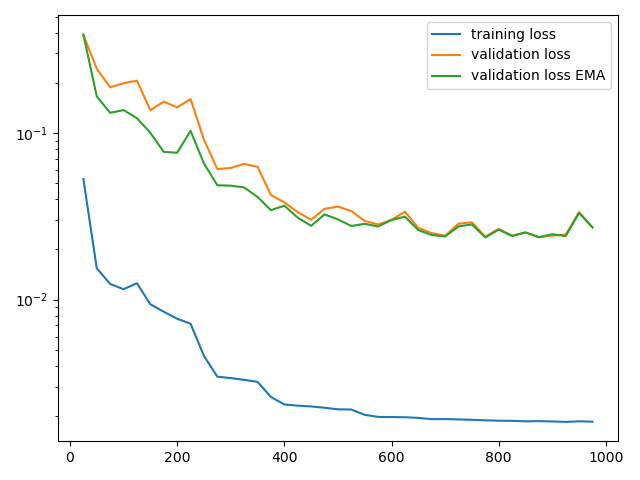 training loss
validation loss
validation loss EMA
10⁻¹
10⁻²
0 200 400 600 800 1000